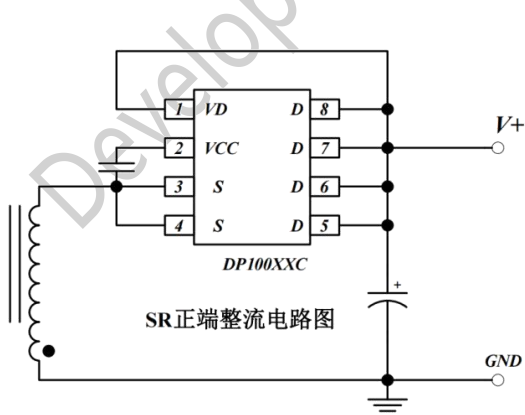 Develop
1 VD D 8
V+
2 VCC D 7
3 S D 6
4 S D 5
DP100XXC
+
SR正端整流电路图
GND